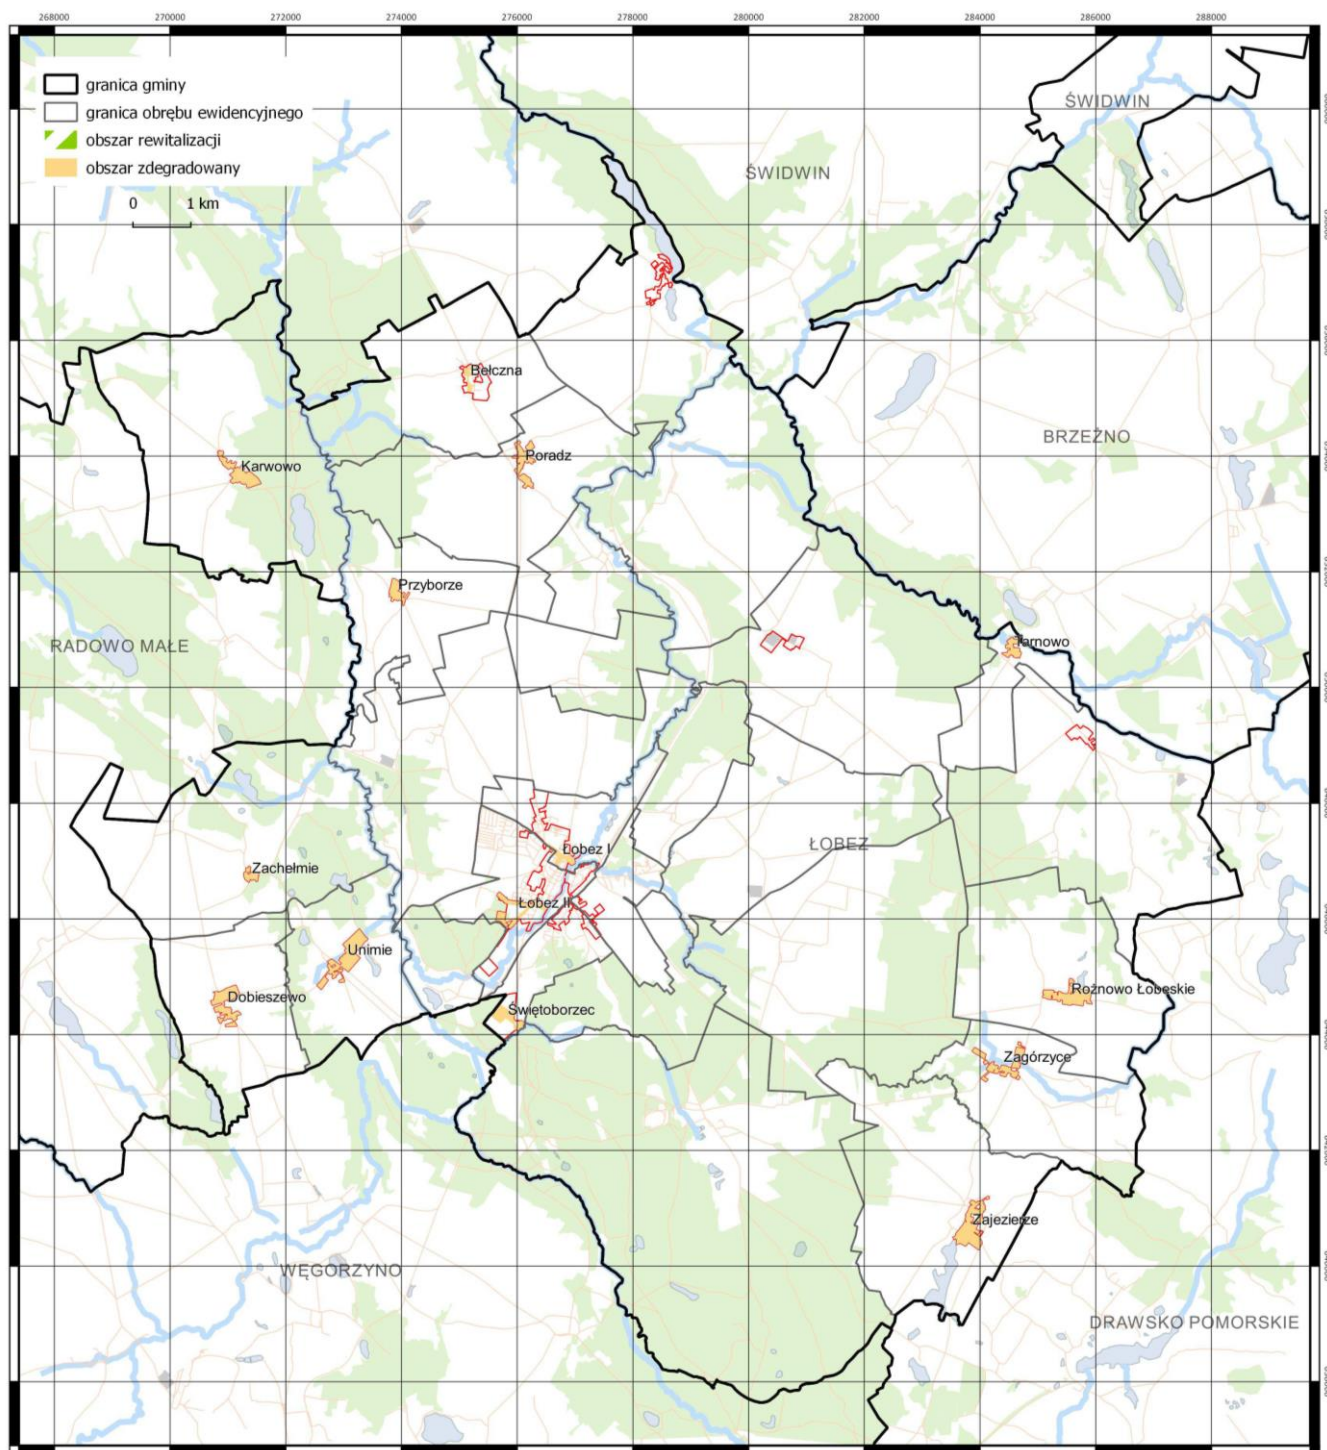 268000 270000 272000 274000 276000 278000 280000 282000 284000 286000 288000
granica gminy
granica obrębu ewidencyjnego
obszar rewitalizacji
obszar zdegradowany
0 1 km
ŚWIDWIN
ŚWIDWIN
Bełczna
BRZEŻNO
Poradz
Karwowo
Przyborze
Tarnowo
RADOWO MAŁE
ŁOBEZ
Łobez I
Zachełmie
Łobez II
Unimie
Rożnowo Łobeskie
Dobieszewo
Świętoborzec
Zagórzyce
Zajezierze
WĘGORZYNO
DRAWSKO POMORSKIE